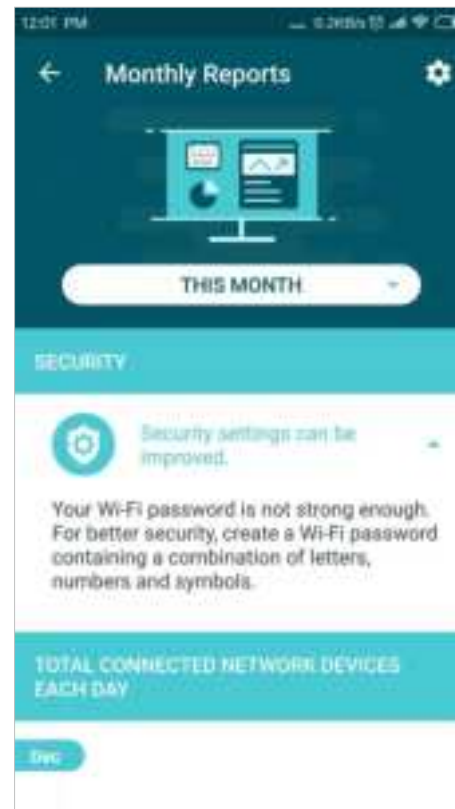 12:01 PM
Monthly Reports
THIS MONTH
SECURITY
Security settings can be
improved.
Your Wi-Fi password is not strong enough.
For better security, create a Wi-Fi password
containing a combination of letters,
numbers and symbols.
TOTAL CONNECTED NETWORK DEVICES
EACH DAY
Dec